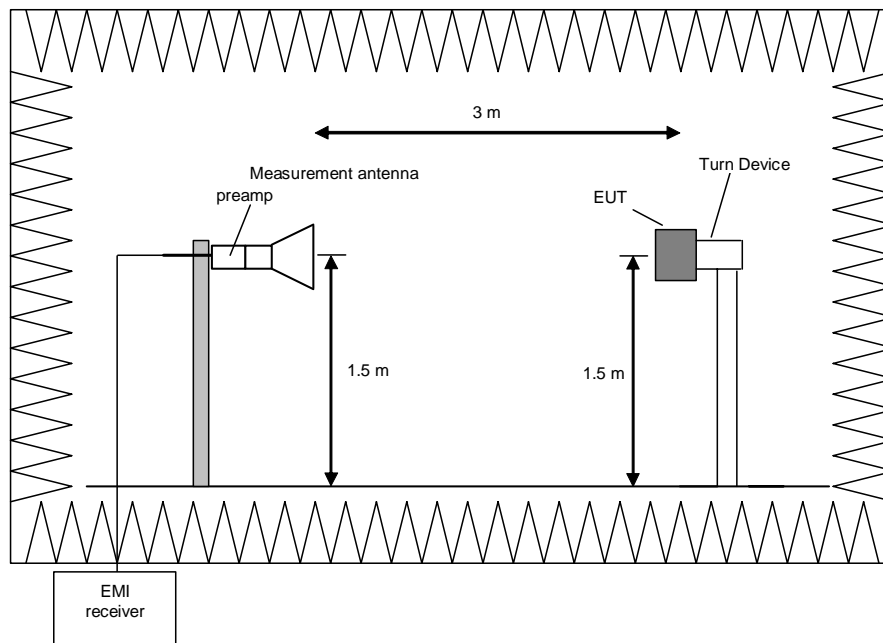 3 m
Measurement antenna
preamp
Turn Device
EUT
1.5 m
1.5 m
EMI
receiver